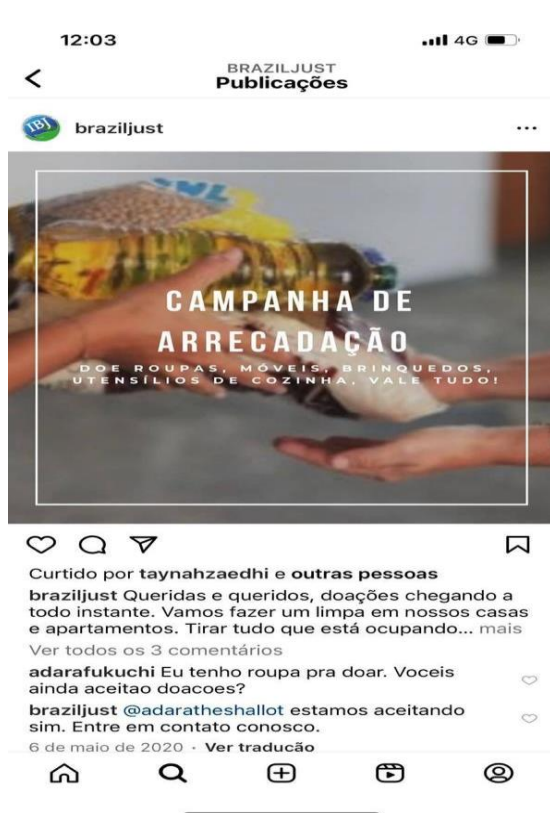 12:03
4G
BRAZILJUST
Publicações
IBJ
braziljust
CAMPANHA DE
ARRECADAÇÃO
DOE ROUPAS, MÓVEIS, BRINQUEDOS,
UTENSÍLIOS DE COZINHA, VALE TUDO!
Curtido por taynahzaedhi e outras pessoas
braziljust Queridas e queridos, doações chegando a
todo instante. Vamos fazer um limpa em nossos casas
e apartamentos. Tirar tudo que está ocupando... mais
Ver todos os 3 comentários
adarafukuchi Eu tenho roupa pra doar. Voceis
ainda aceitao doacoes?
braziljust @adaratheshallot estamos aceitando
sim. Entre em contato conosco.
6 de maio de 2020 · Ver tradução